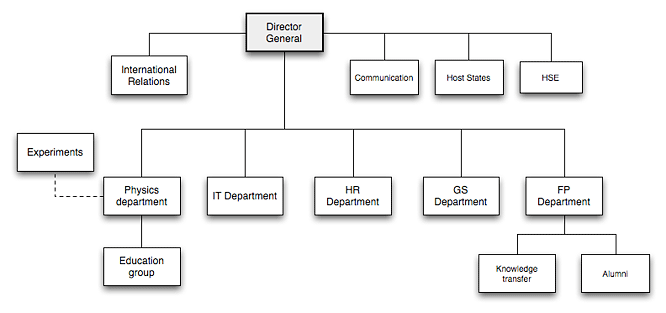 Director
General
International
Relations
Communication
Host States
HSE
Experiments
Physics
department
IT Department
HR
Department
GS
Department
FP
Department
Education
group
Knowledge
transfer
Alumni